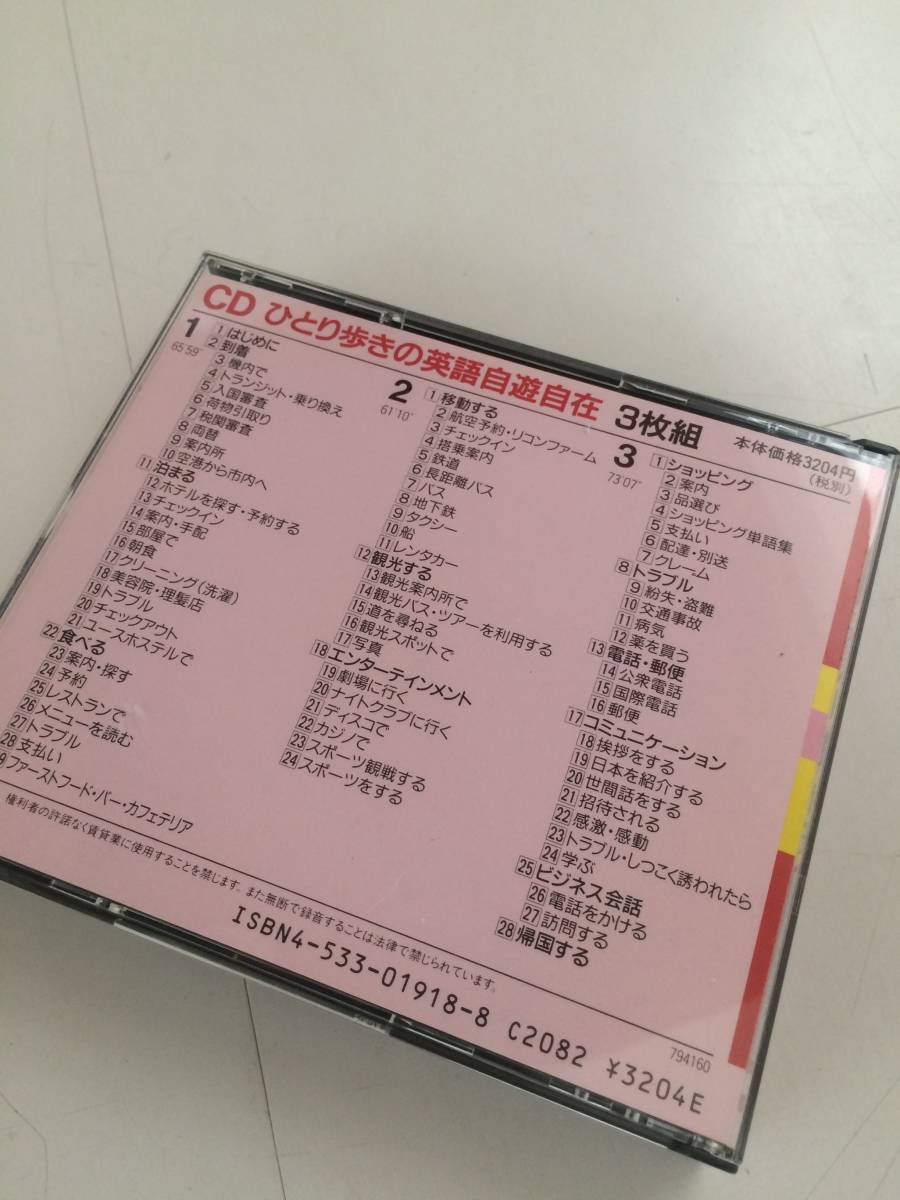 CD ひとり歩きの英語自遊自在 3枚組
本体価格3204円
(税別)
1
65'59"
1 はじめに
2 到着
3 機内で
4 トランジット・乗り換え
5 入国審査
6 荷物引取り
7 税関審査
8 両替
9 案内所
10 空港から市内へ
11 泊まる
12 ホテルを探す・予約する
13 チェックイン
14 案内・手配
15 部屋で
16 朝食
17 クリーニング(洗濯)
18 美容院・理髪店
19 トラブル
20 チェックアウト
21 ユースホステルで
22 食べる
23 案内・探す
24 予約
25 レストランで
26 メニューを読む
27 トラブル
28 支払い
9 ファーストフード・バー・カフェテリア
2
61'10"
1 移動する
2 航空予約・リコンファーム
3 チェックイン
4 搭乗案内
5 鉄道
6 長距離バス
7 バス
8 地下鉄
9 タクシー
10 船
11 レンタカー
12 観光する
13 観光案内所で
14 観光バス・ツアーを利用する
15 道を尋ねる
16 観光スポットで
17 写真
18 エンターテインメント
19 劇場に行く
20 ナイトクラブに行く
21 ディスコで
22 カジノで
23 スポーツ観戦する
24 スポーツをする
3
73'07"
1 ショッピング
2 案内
3 品選び
4 ショッピング単語集
5 支払い
6 配達・別送
7 クレーム
8 トラブル
9 紛失・盗難
10 交通事故
11 病気
12 薬を買う
13 電話・郵便
14 公衆電話
15 国際電話
16 郵便
17 コミュニケーション
18 挨拶をする
19 日本を紹介する
20 世間話をする
21 招待される
22 感激・感動
23 トラブル・しつこく誘われたら
24 学ぶ
25 ビジネス会話
26 電話をかける
27 訪問する
28 帰国する
権利者の許諾なく賃貸業に使用することを禁じます。また無断で録音することは法律で禁じられています。
794160
ISBN4-533-01918-8 C2082 ¥3204E